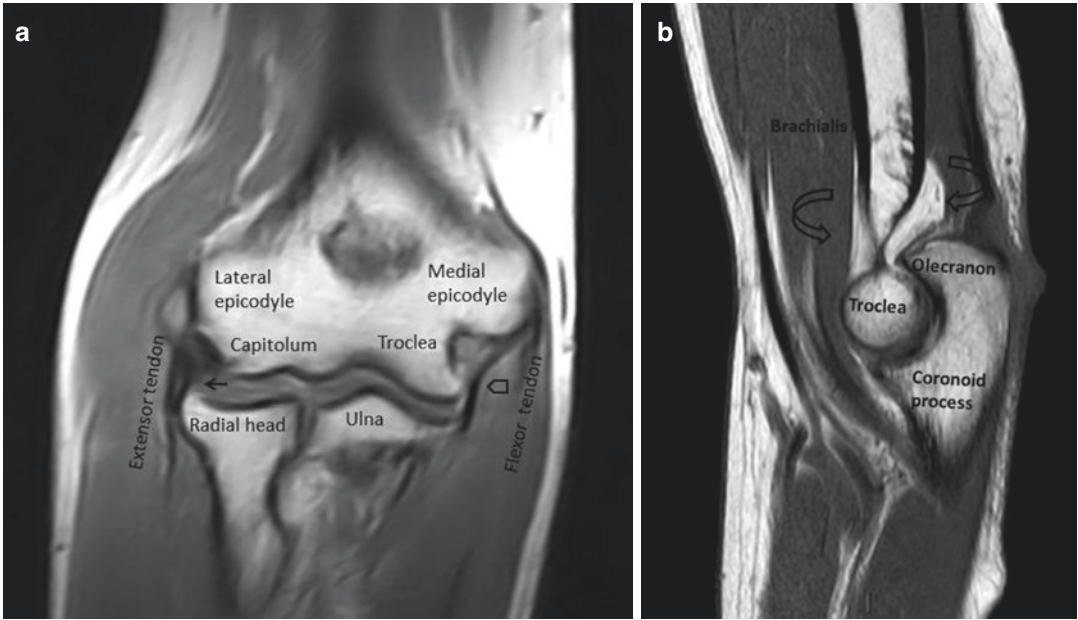 a
Lateral
epicodyle
Medial
epicodyle
Capitolum
Troclea
Extensor tendon
Radial head
Ulna
Flexor tendon
b
Brachialis
Olecranon
Troclea
Coronoid
process